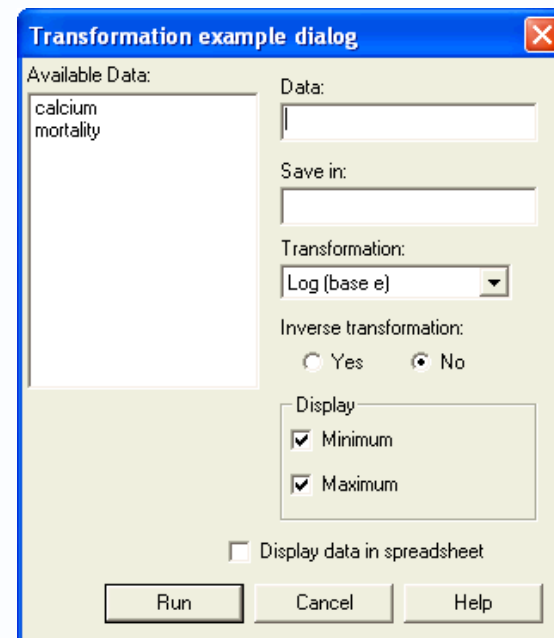 Transformation example dialog
Available Data:
calcium
mortality
Data:
Save in:
Transformation:
Log (base e)
Inverse transformation:
Yes No
Display
Minimum
Maximum
Display data in spreadsheet
Run Cancel Help